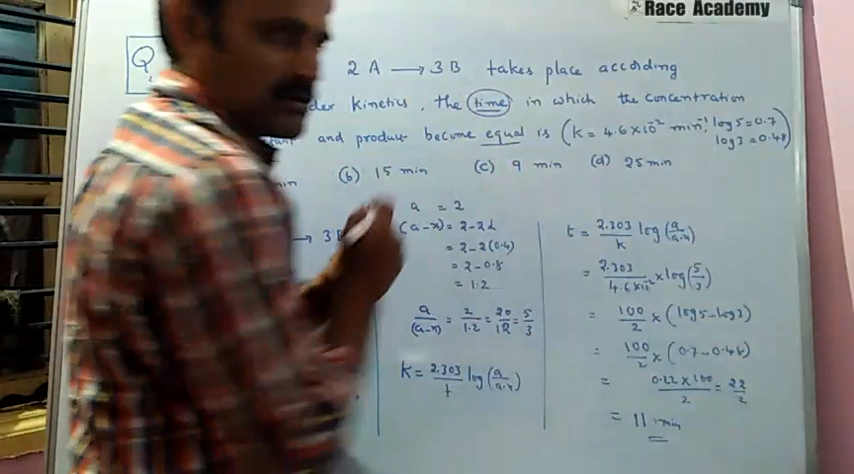 Race Academy
Q
2 A → 3 B takes place according
der kinetics, the time in which the concentration
and product become equal is (K = 4.6×10⁻² min⁻¹, log 5 = 0.7
log 3 = 0.48)
in (b) 15 min (c) 9 min (d) 25 min
→ 3 B
a = 2
(a-x) = 2-2α
= 2-2(0.4)
= 2-0.8
= 1.2
a/(a-x) = 2/1.2 = 20/12 = 5/3
K = 2.303/t log(a/a-x)
t = 2.303/K log(a/a-x)
= 2.303/4.6×10⁻² × log(5/3)
= 100/2 × (log5-log3)
= 100/2 × (0.7-0.48)
= 0.22×100/2 = 22/2
= 11 min